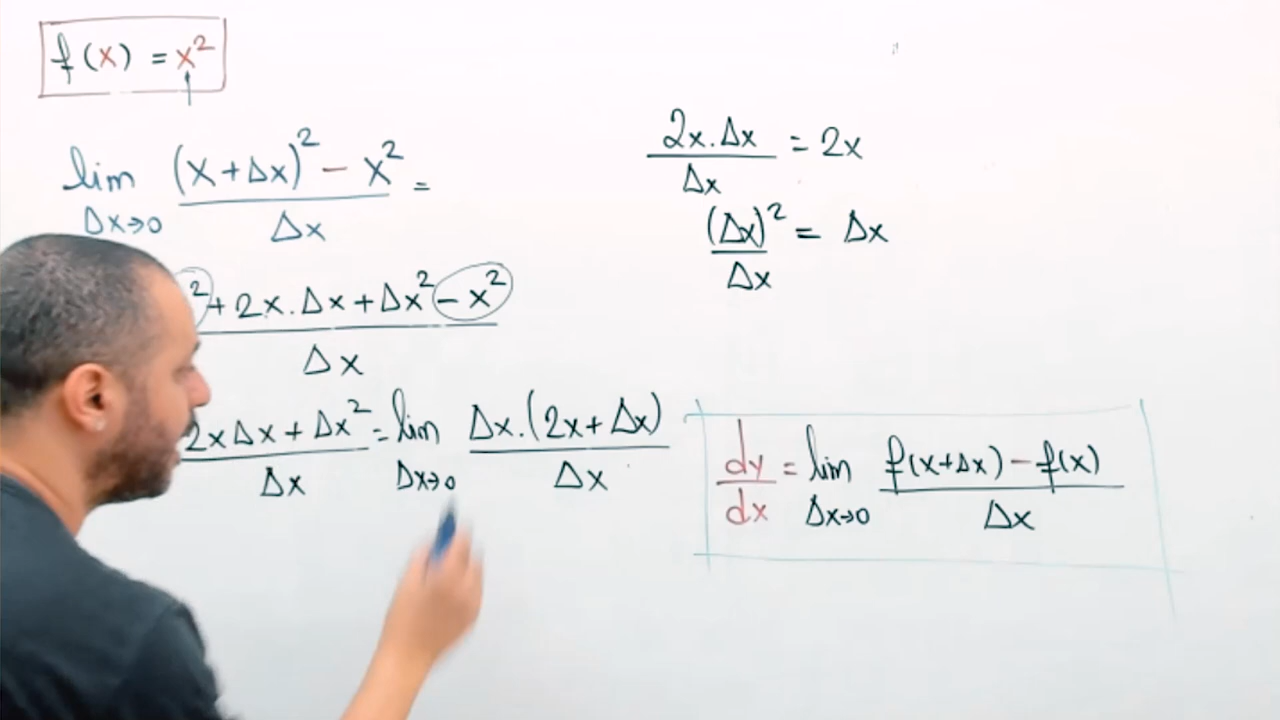 f(x) = x²
lim (x+Δx)² − x² =
Δx→0 Δx
² + 2x.Δx + Δx² − x²
Δx
2xΔx + Δx² = lim Δx.(2x + Δx)
Δx Δx→0 Δx
2x.Δx = 2x
Δx
(Δx)² = Δx
Δx
dy = lim f(x+Δx) − f(x)
dx Δx→0 Δx